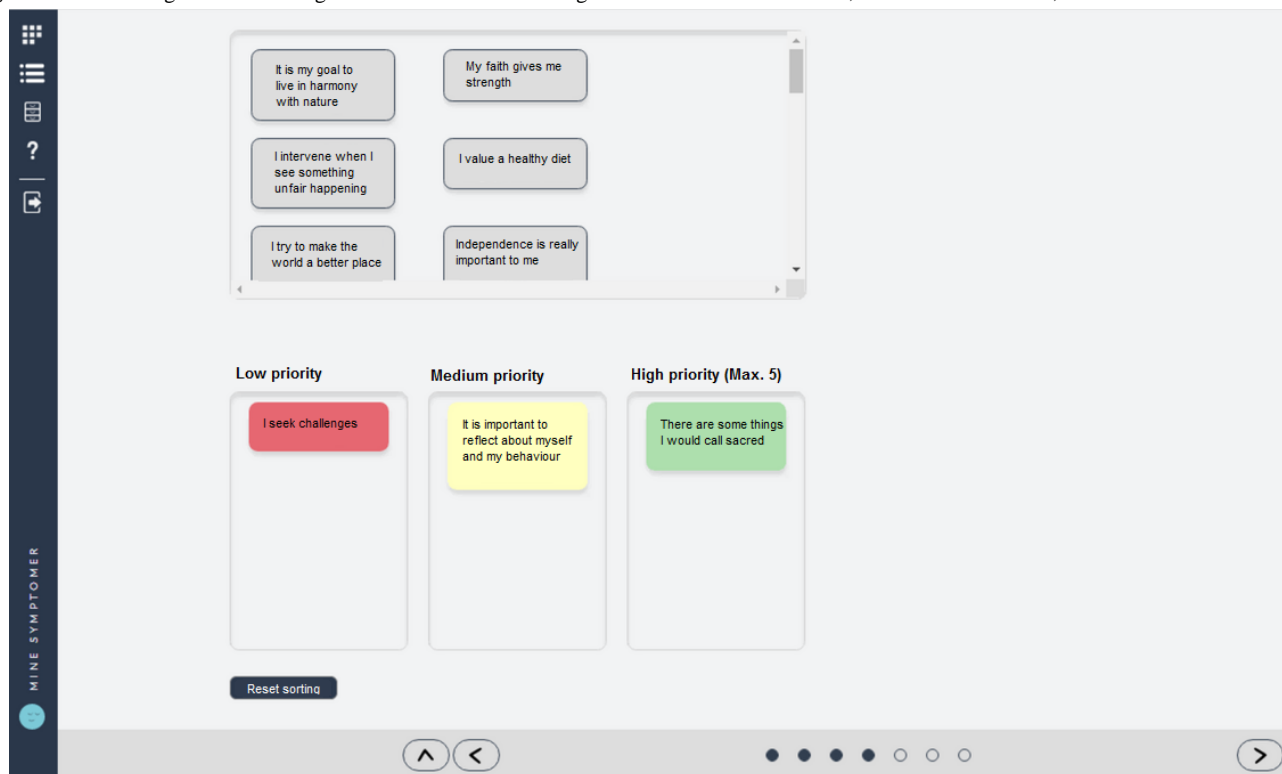 It is my goal to
live in harmony
with nature
My faith gives me
strength
I intervene when I
see something
unfair happening
I value a healthy diet
I try to make the
world a better place
Independence is really
important to me
Low priority
Medium priority
High priority (Max. 5)
I seek challenges
It is important to
reflect about myself
and my behaviour
There are some things
I would call sacred
Reset sorting
MINE SYMPTOMER